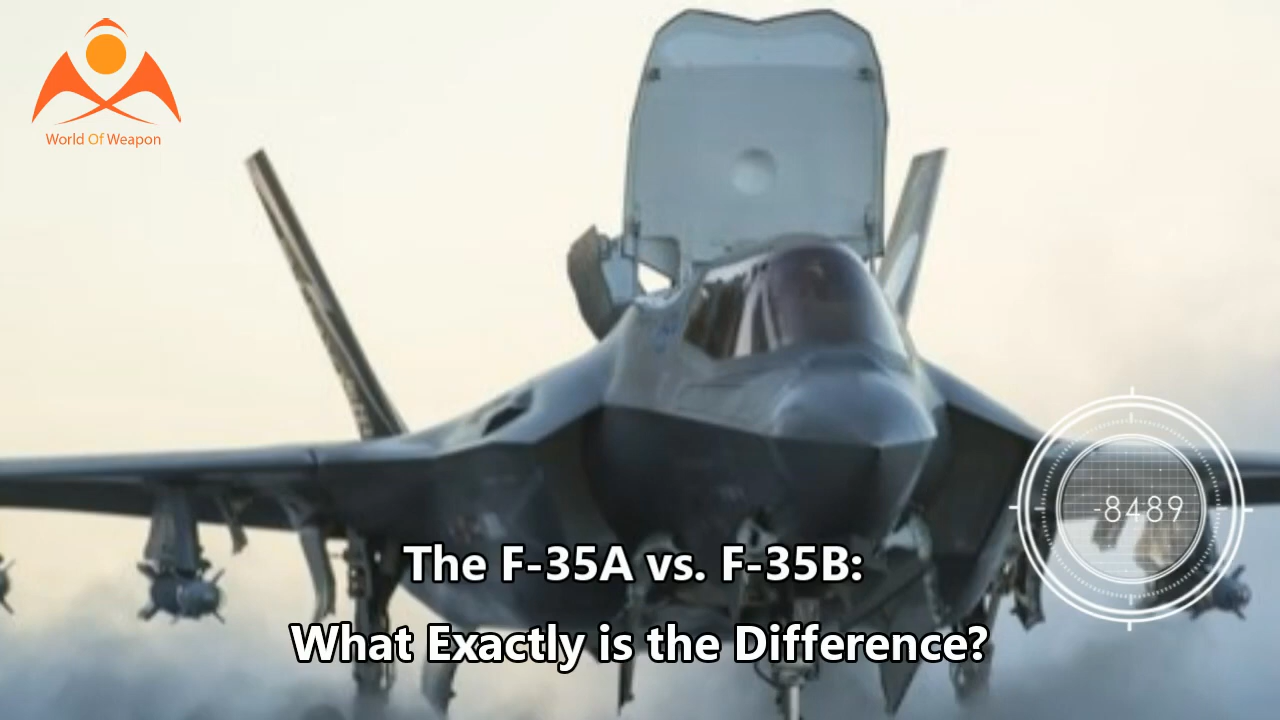 World Of Weapon
-8489
The F-35A vs. F-35B:
What Exactly is the Difference?